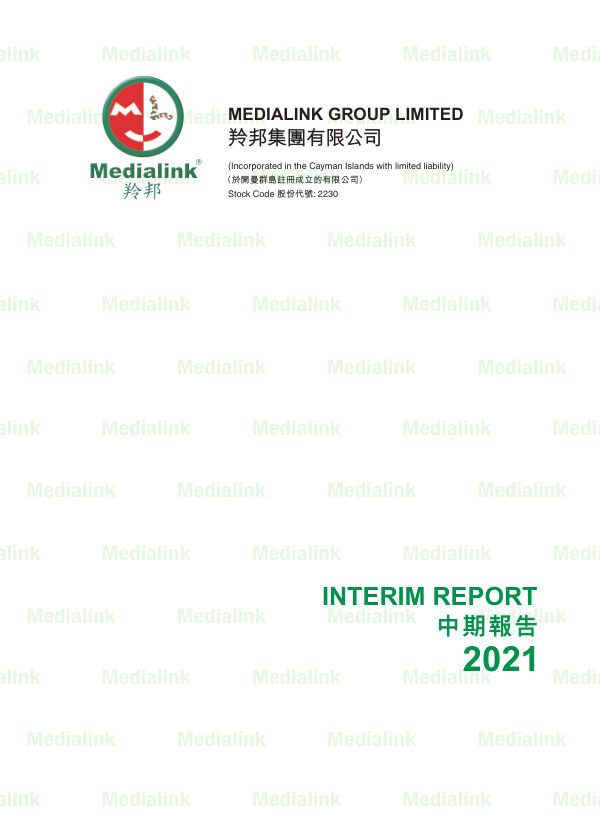 MEDIALINK GROUP LIMITED
羚邦集團有限公司
Medialink®
羚邦
(Incorporated in the Cayman Islands with limited liability)
(於開曼群島註冊成立的有限公司)
Stock Code 股份代號: 2230
INTERIM REPORT
中期報告
2021